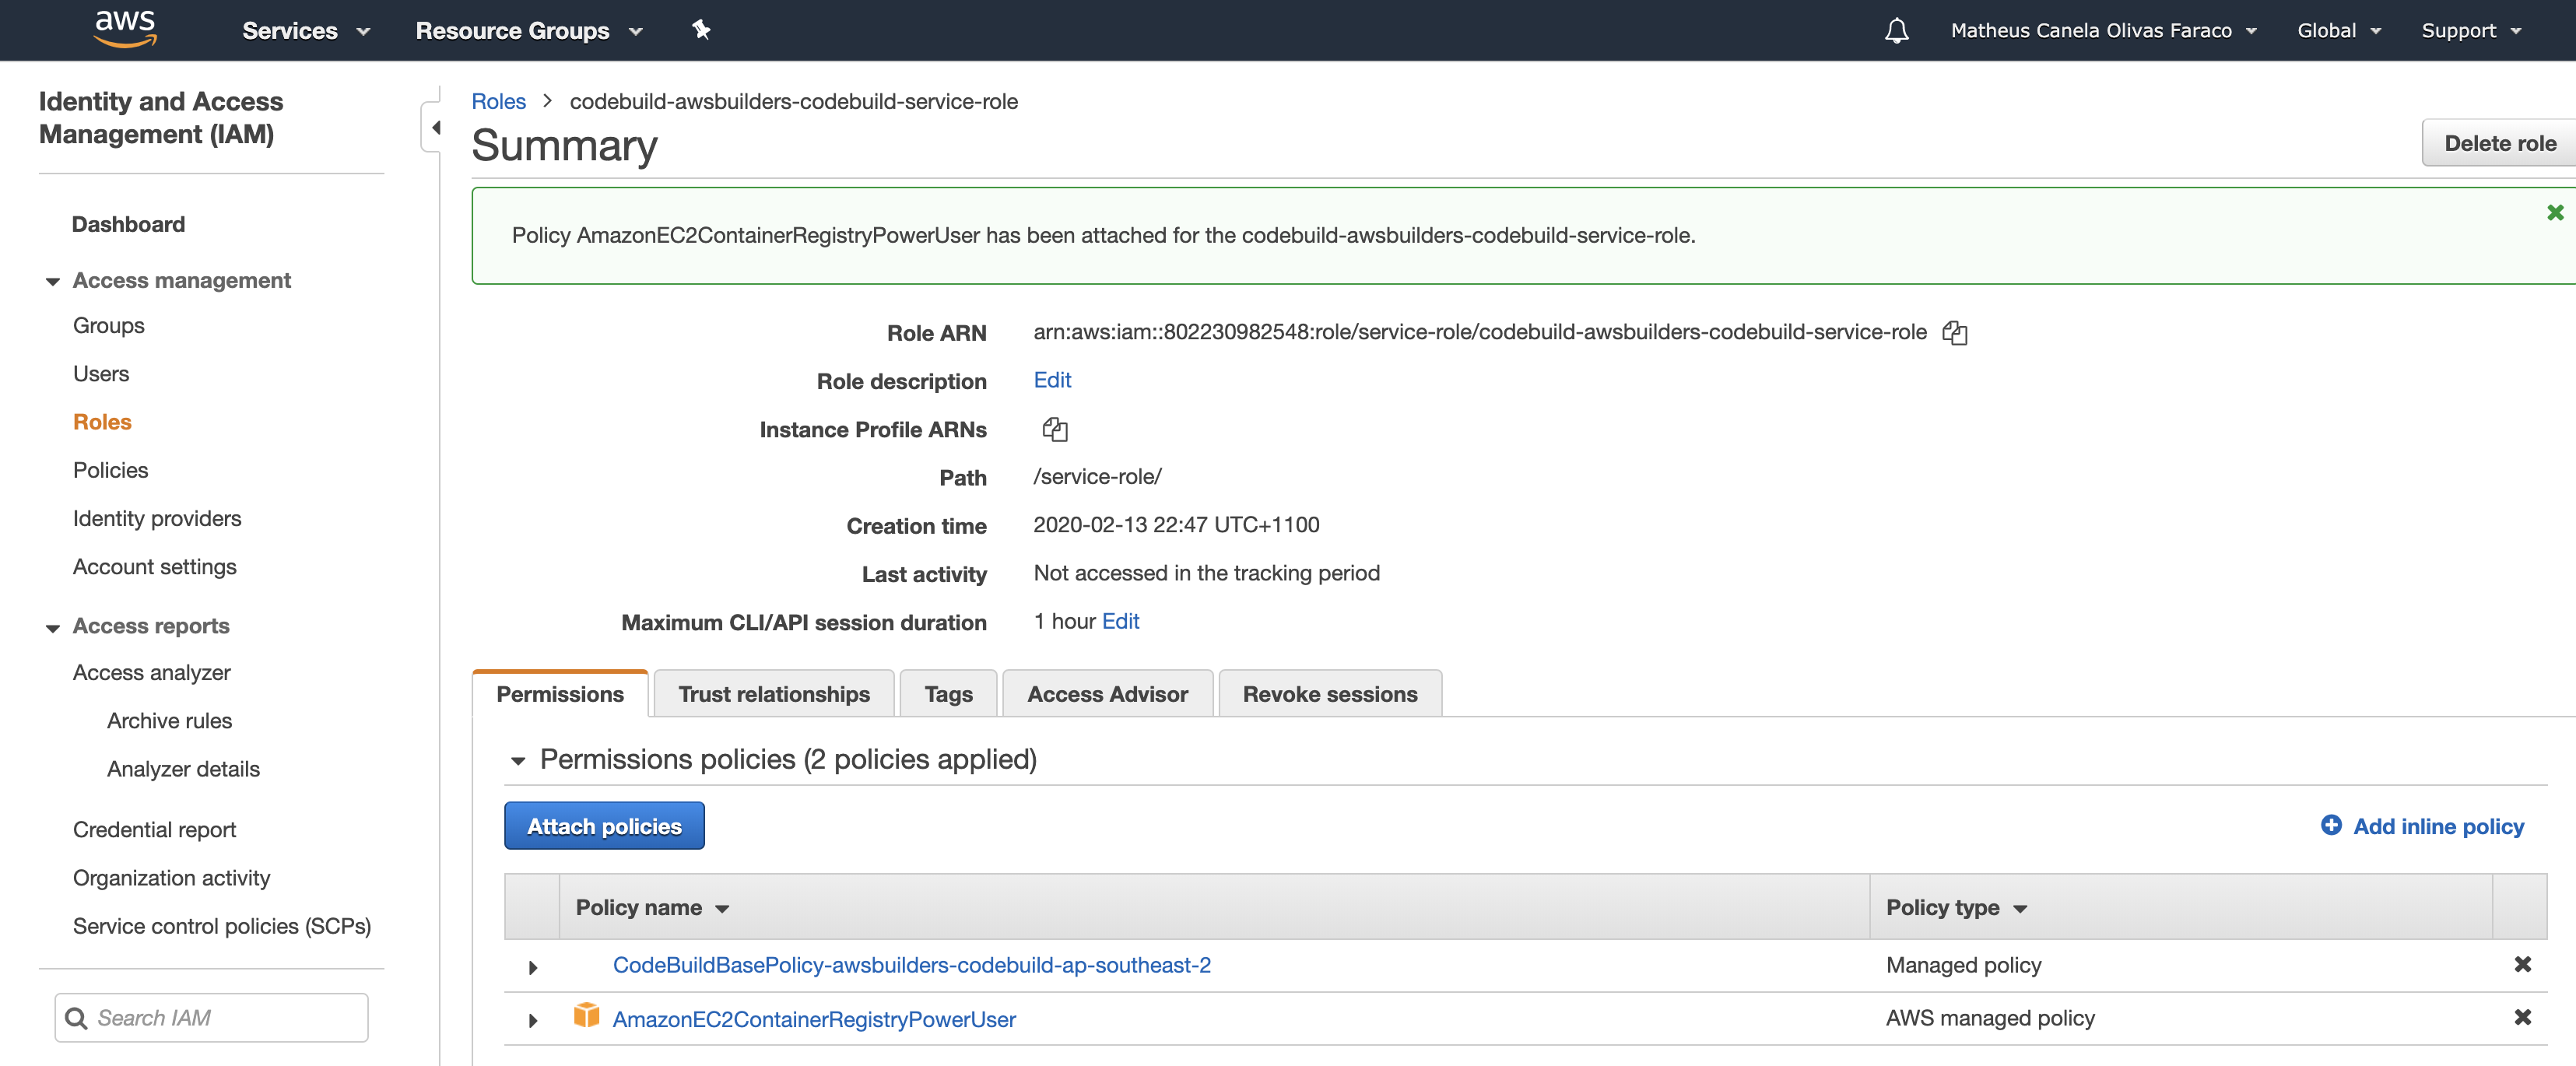 aws
Services
Resource Groups
Matheus Canela Olivas Faraco
Global
Support
Identity and Access
Management (IAM)
Dashboard
Access management
Groups
Users
Roles
Policies
Identity providers
Account settings
Access reports
Access analyzer
Archive rules
Analyzer details
Credential report
Organization activity
Service control policies (SCPs)
Search IAM
Roles > codebuild-awsbuilders-codebuild-service-role
Summary
Delete role
Policy AmazonEC2ContainerRegistryPowerUser has been attached for the codebuild-awsbuilders-codebuild-service-role.
Role ARN arn:aws:iam::802230982548:role/service-role/codebuild-awsbuilders-codebuild-service-role
Role description Edit
Instance Profile ARNs
Path /service-role/
Creation time 2020-02-13 22:47 UTC+1100
Last activity Not accessed in the tracking period
Maximum CLI/API session duration 1 hour Edit
Permissions
Trust relationships
Tags
Access Advisor
Revoke sessions
Permissions policies (2 policies applied)
Attach policies
Add inline policy
Policy name
Policy type
CodeBuildBasePolicy-awsbuilders-codebuild-ap-southeast-2 Managed policy
AmazonEC2ContainerRegistryPowerUser AWS managed policy